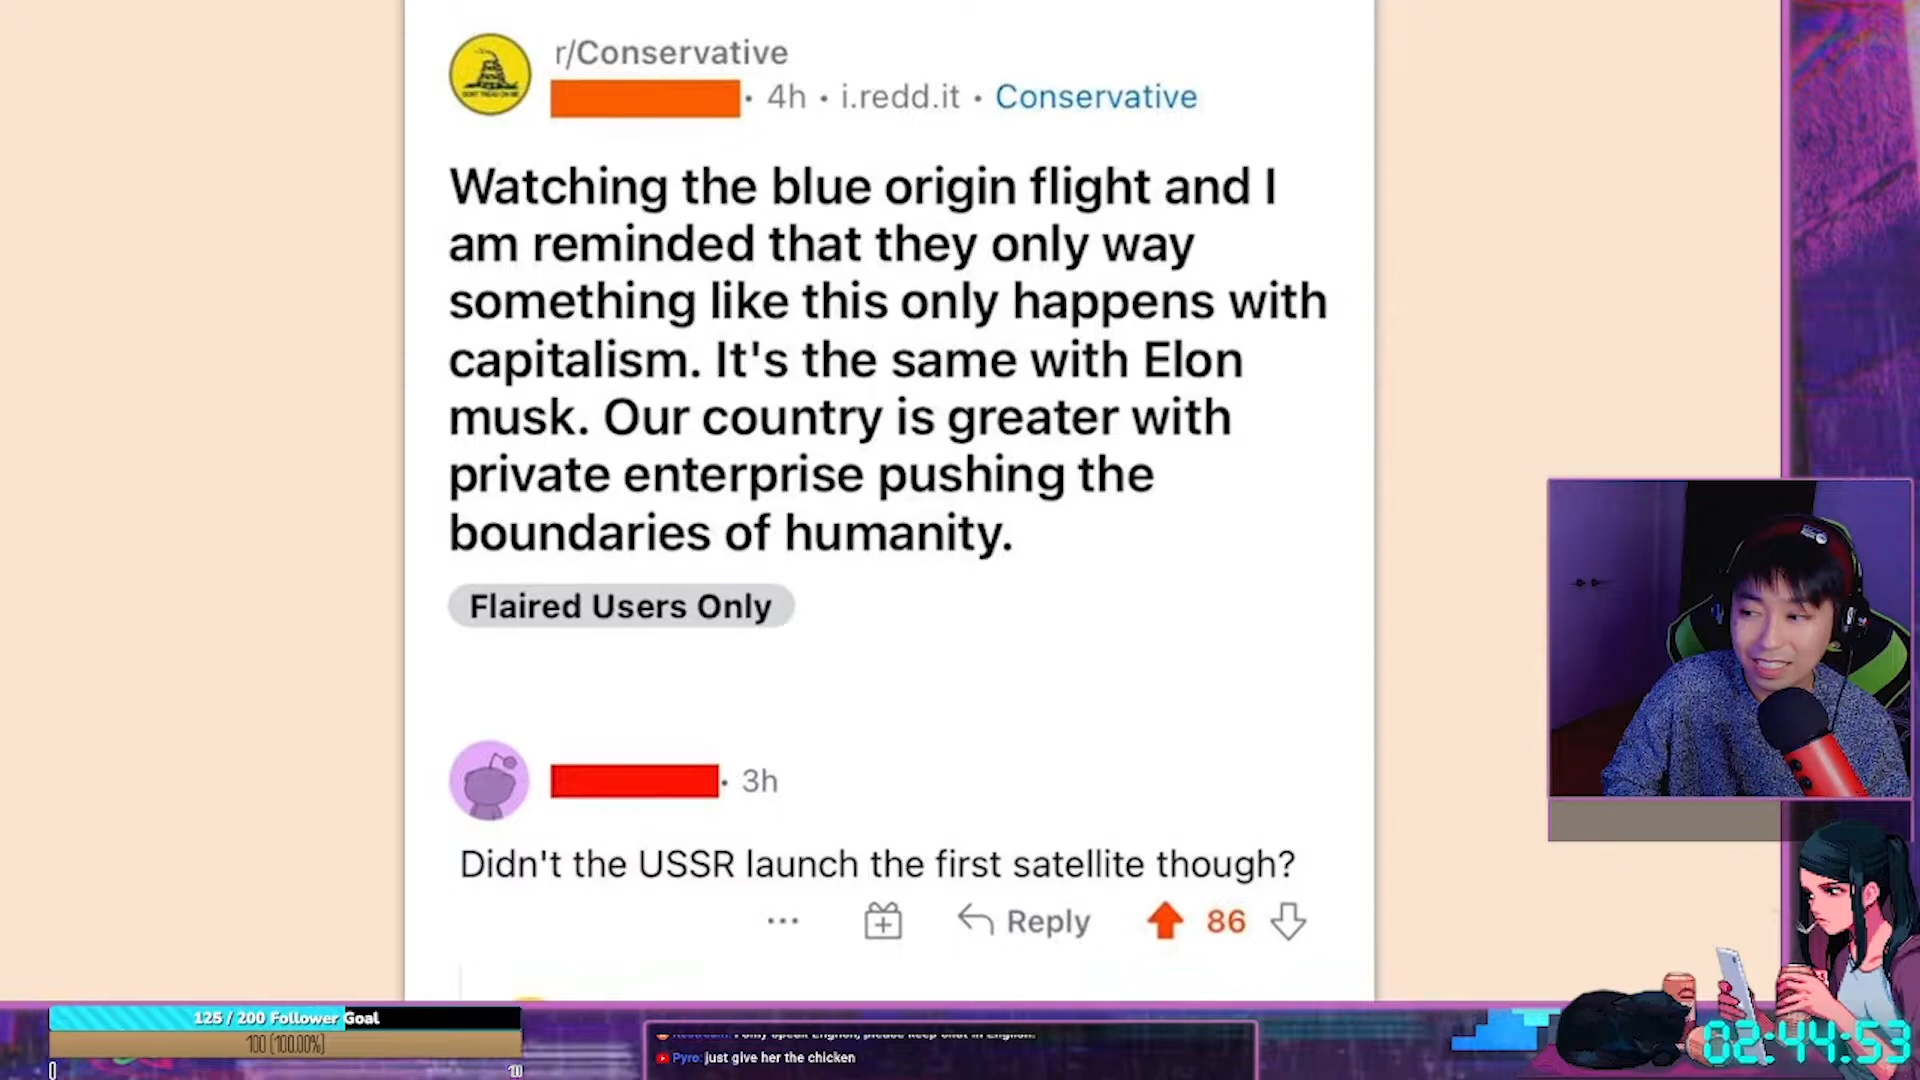 r/Conservative
· 4h · i.redd.it · Conservative
Watching the blue origin flight and I
am reminded that they only way
something like this only happens with
capitalism. It's the same with Elon
musk. Our country is greater with
private enterprise pushing the
boundaries of humanity.
Flaired Users Only
· 3h
Didn't the USSR launch the first satellite though?
... Reply 86
125 / 200 Follower Goal
100 (100.00%)
0
Pyro: just give her the chicken
02:44:53